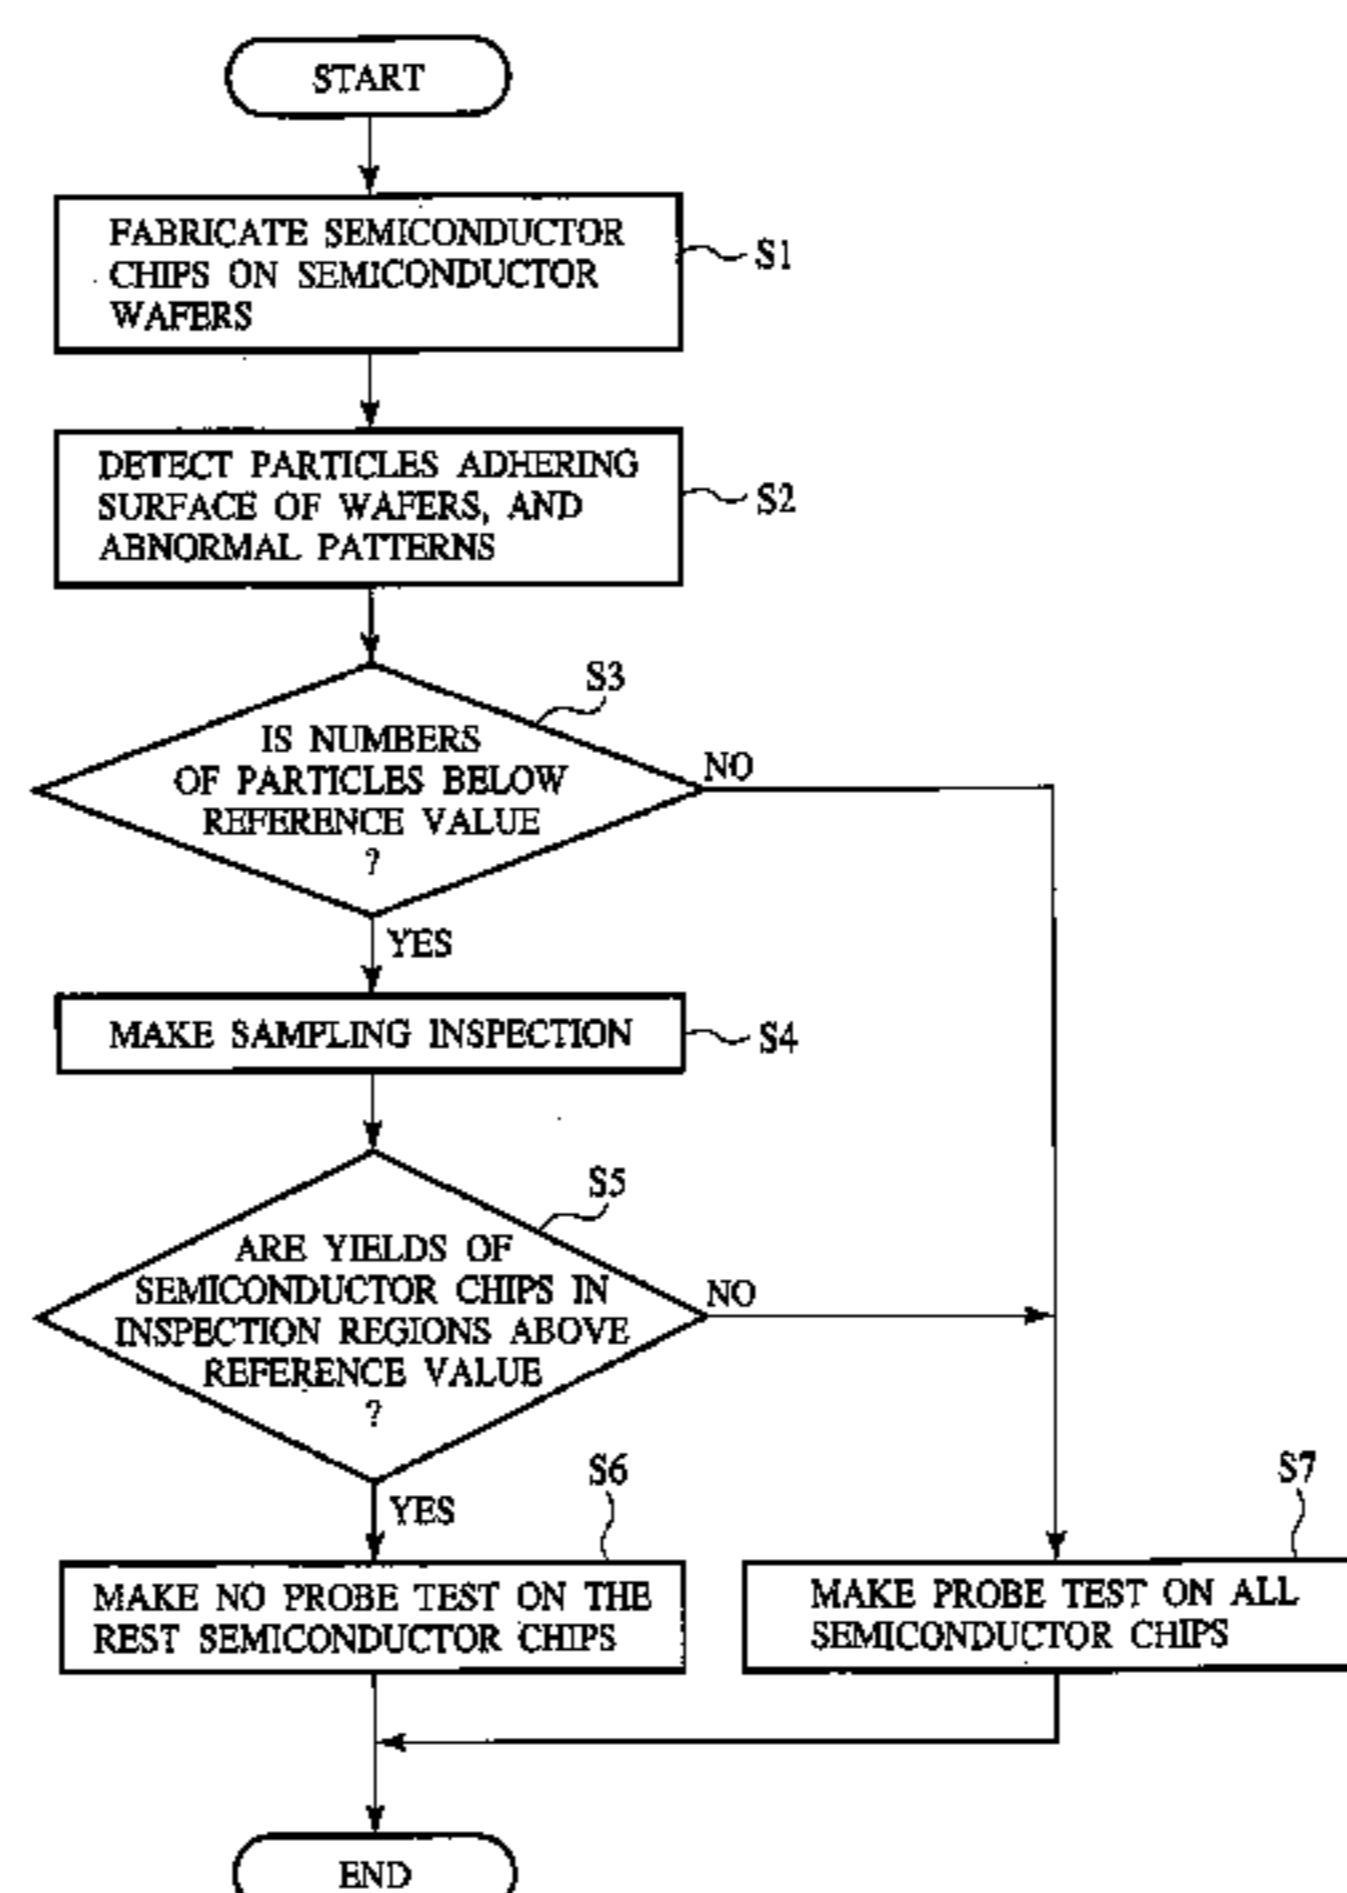 START
FABRICATE SEMICONDUCTOR
CHIPS ON SEMICONDUCTOR
WAFERS
S1
DETECT PARTICLES ADHERING
SURFACE OF WAFERS, AND
ABNORMAL PATTERNS
S2
S3
IS NUMBERS
OF PARTICLES BELOW
REFERENCE VALUE
?
NO
YES
MAKE SAMPLING INSPECTION
S4
S5
ARE YIELDS OF
SEMICONDUCTOR CHIPS IN
INSPECTION REGIONS ABOVE
REFERENCE VALUE
?
NO
YES
S6
MAKE NO PROBE TEST ON THE
REST SEMICONDUCTOR CHIPS
S7
MAKE PROBE TEST ON ALL
SEMICONDUCTOR CHIPS
END